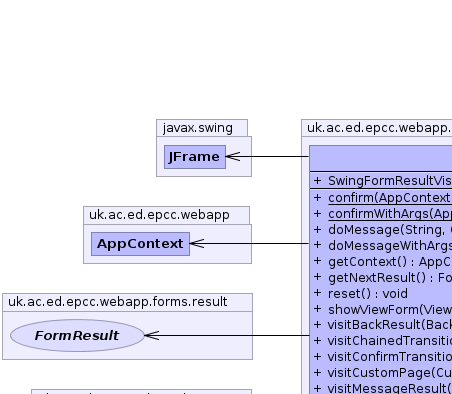 javax.swing
JFrame
uk.ac.ed.epcc.webapp
AppContext
uk.ac.ed.epcc.webapp.forms.result
FormResult
uk.ac.ed.epcc.webapp.
+ SwingFormResultVis
+ confirm(AppContext
+ confirmWithArgs(App
+ doMessage(String,
+ doMessageWithArgs
+ getContext() : AppC
+ getNextResult() : Fo
+ reset() : void
+ showViewForm(View
+ visitBackResult(Back
+ visitChainedTransitio
+ visitConfirmTransitio
+ visitCustomPage(Cu
+ visitMessageResult(